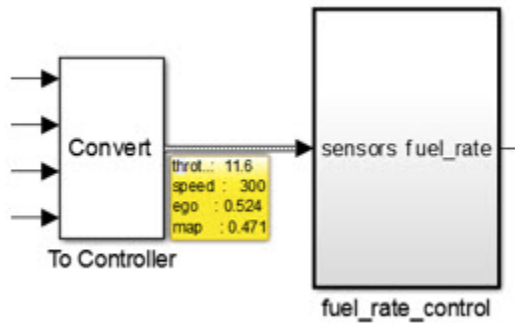 Convert
throt..: 11.6
speed : 300
ego : 0.524
map : 0.471
To Controller
sensors fuel_rate
fuel_rate_control